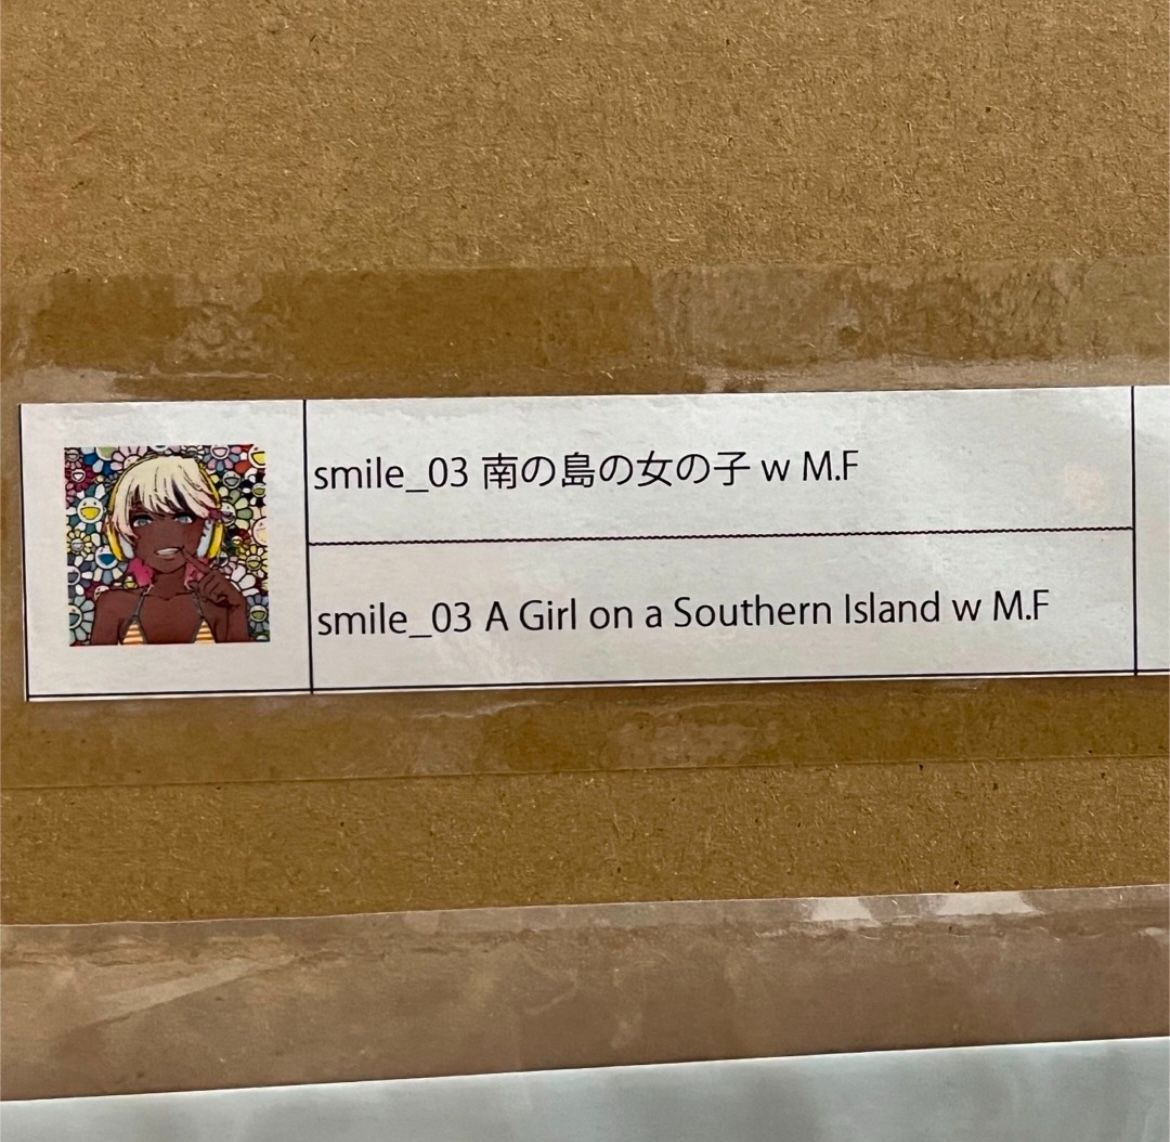 smile_03 南の島の女の子 w M.F
smile_03 A Girl on a Southern Island w M.F